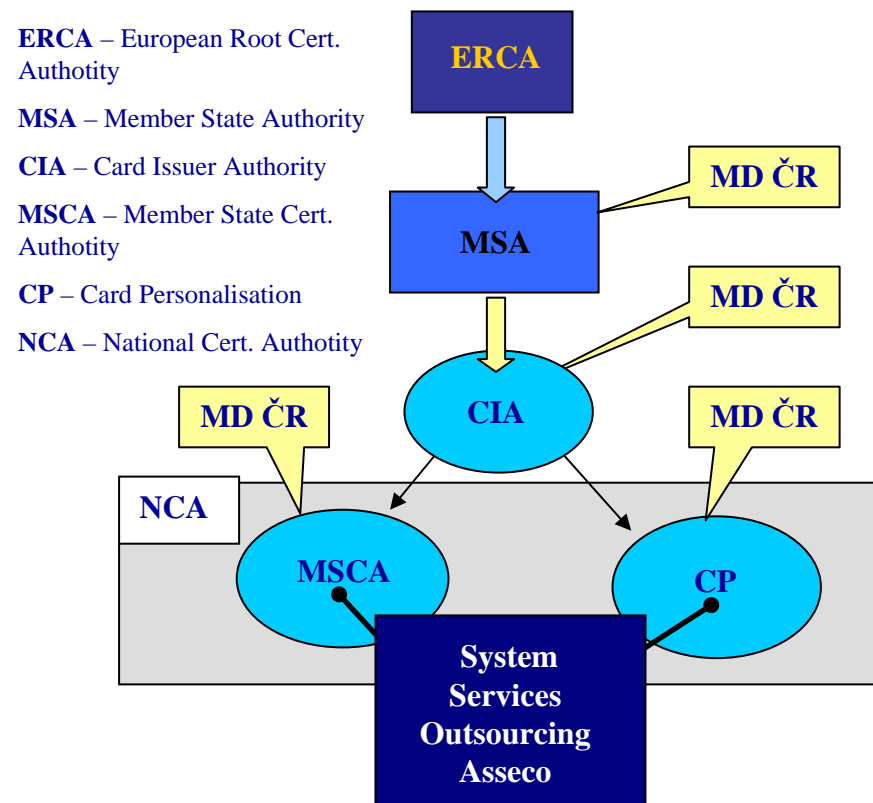 ERCA – European Root Cert.
Authotity
MSA – Member State Authority
CIA – Card Issuer Authority
MSCA – Member State Cert.
Authotity
CP – Card Personalisation
NCA – National Cert. Authotity
ERCA
MD ČR
MSA
MD ČR
CIA
MD ČR
MD ČR
NCA
MSCA
CP
System
Services
Outsourcing
Asseco